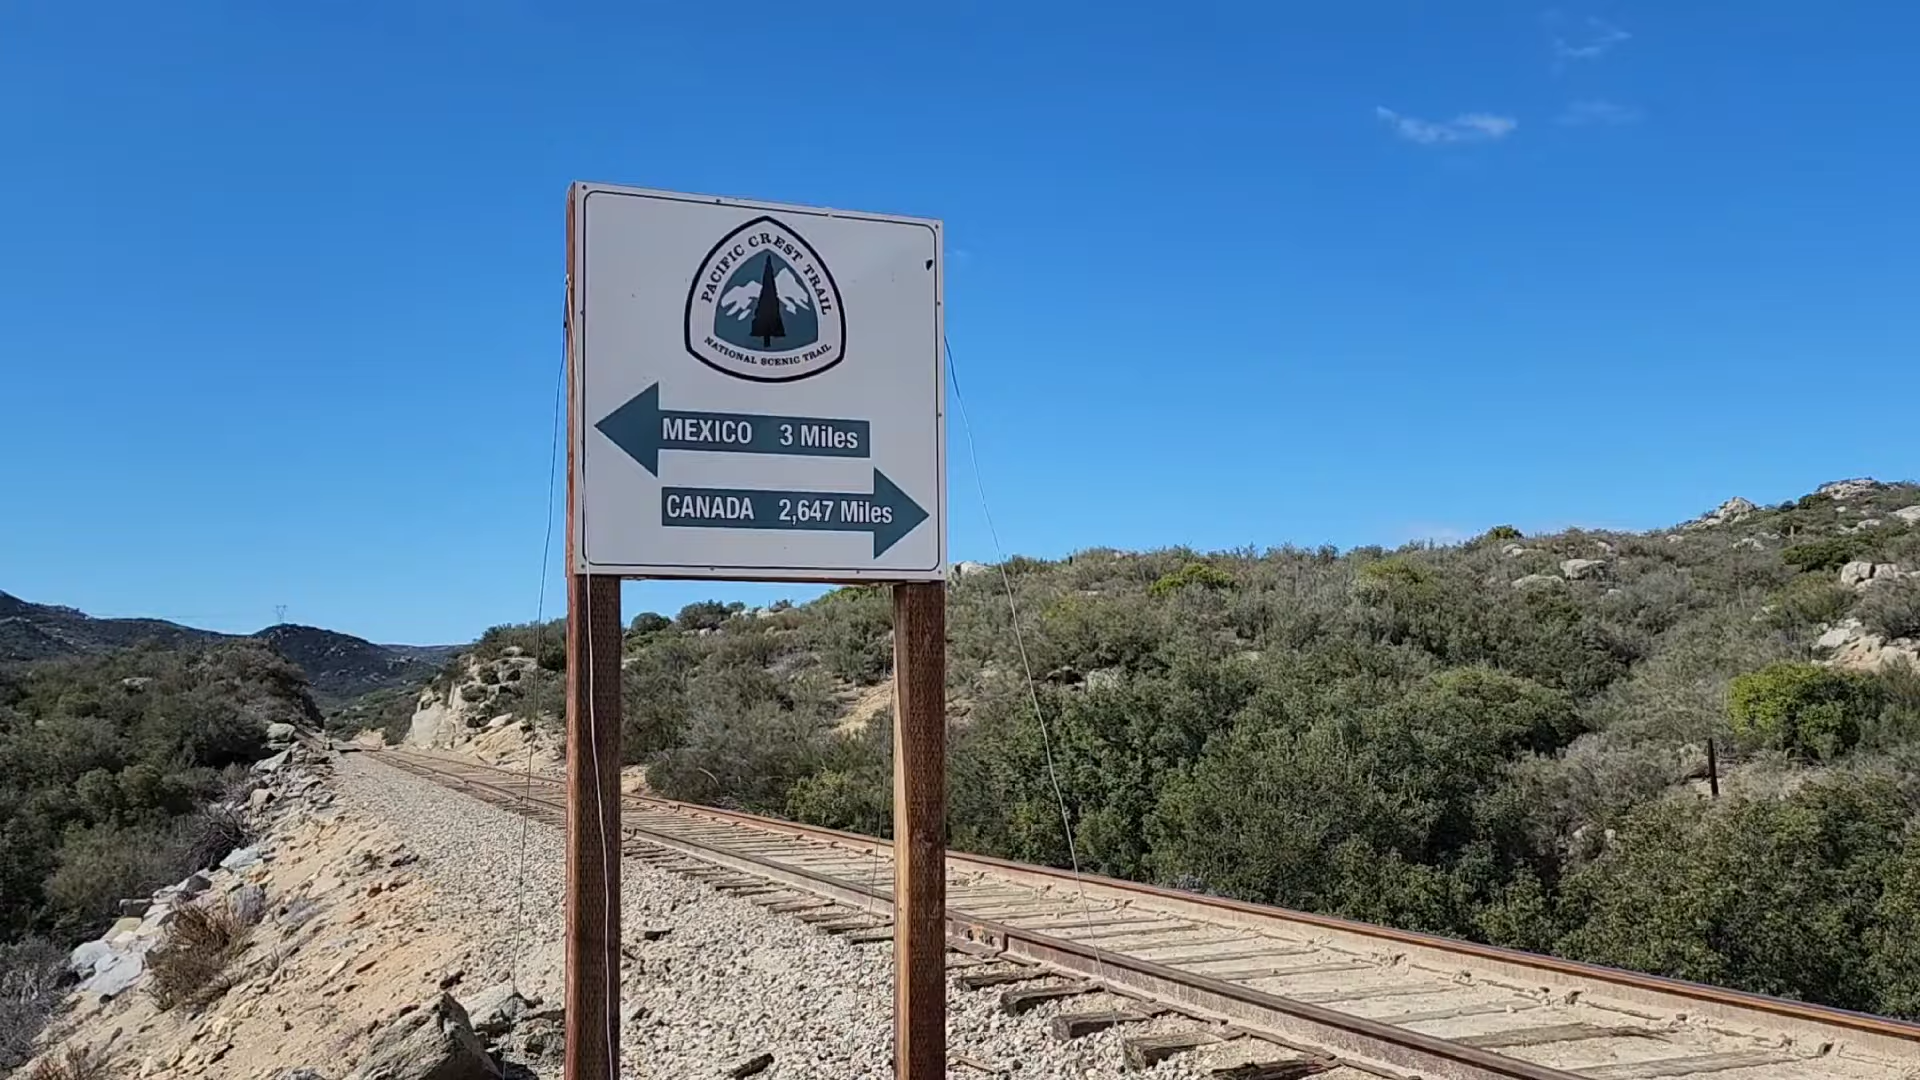 PACIFIC CREST TRAIL
NATIONAL SCENIC TRAIL
MEXICO 3 Miles
CANADA 2,647 Miles